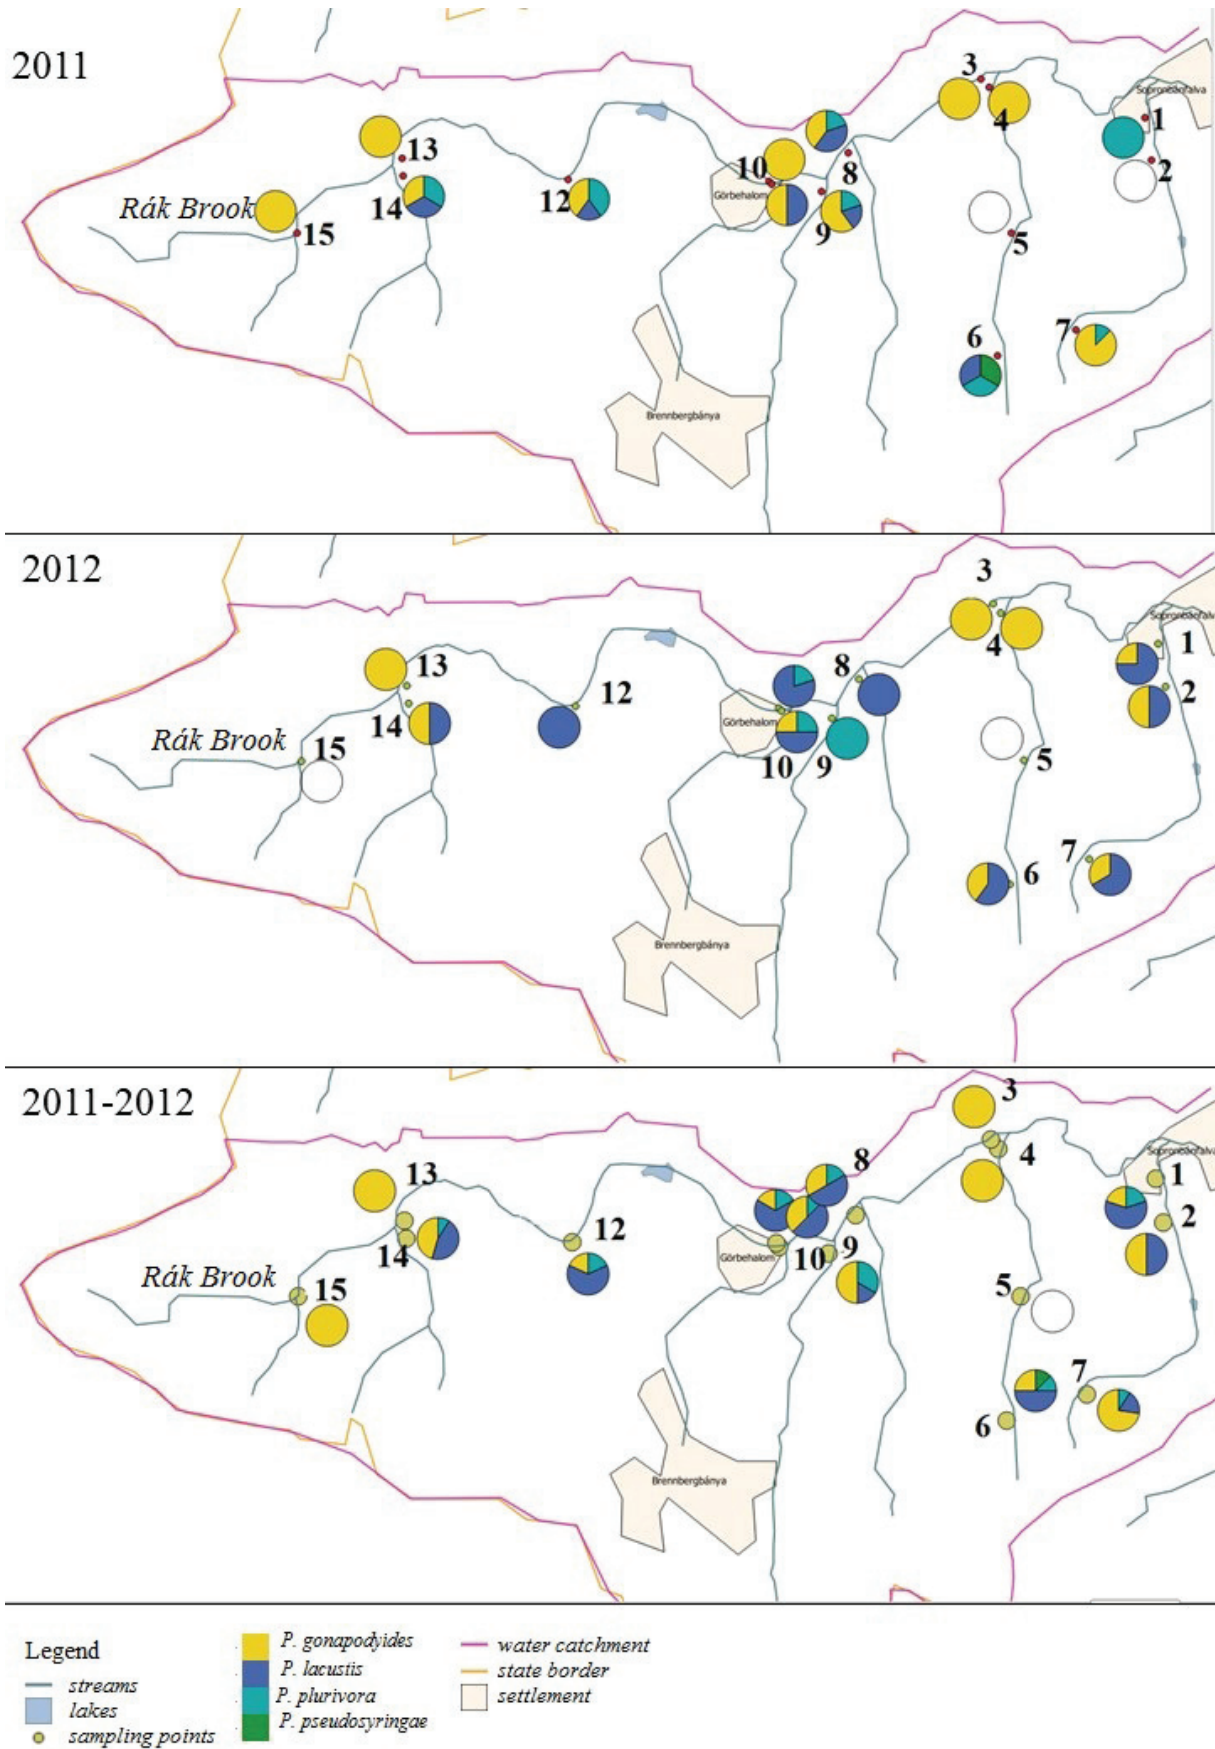 2011
3
Sopronbánfalva
4
1
13
10
8
2
12
Görbehalom
Rák Brook
14
9
15
5
7
6
Brennbergbánya
2012
3
Sopronbánfalv
4
1
13
8
2
12
14
Görbehalom
Rák Brook
15
10
9
5
7
6
Brennbergbánya
2011-2012
3
4
Sopronbánfalva
13
8
1
12
2
14
9
Görbehalom
10
Rák Brook
15
5
7
6
Brennbergbánya
Legend
streams
lakes
sampling points
P. gonapodyides
P. lacustis
P. plurivora
P. pseudosyringae
water catchment
state border
settlement